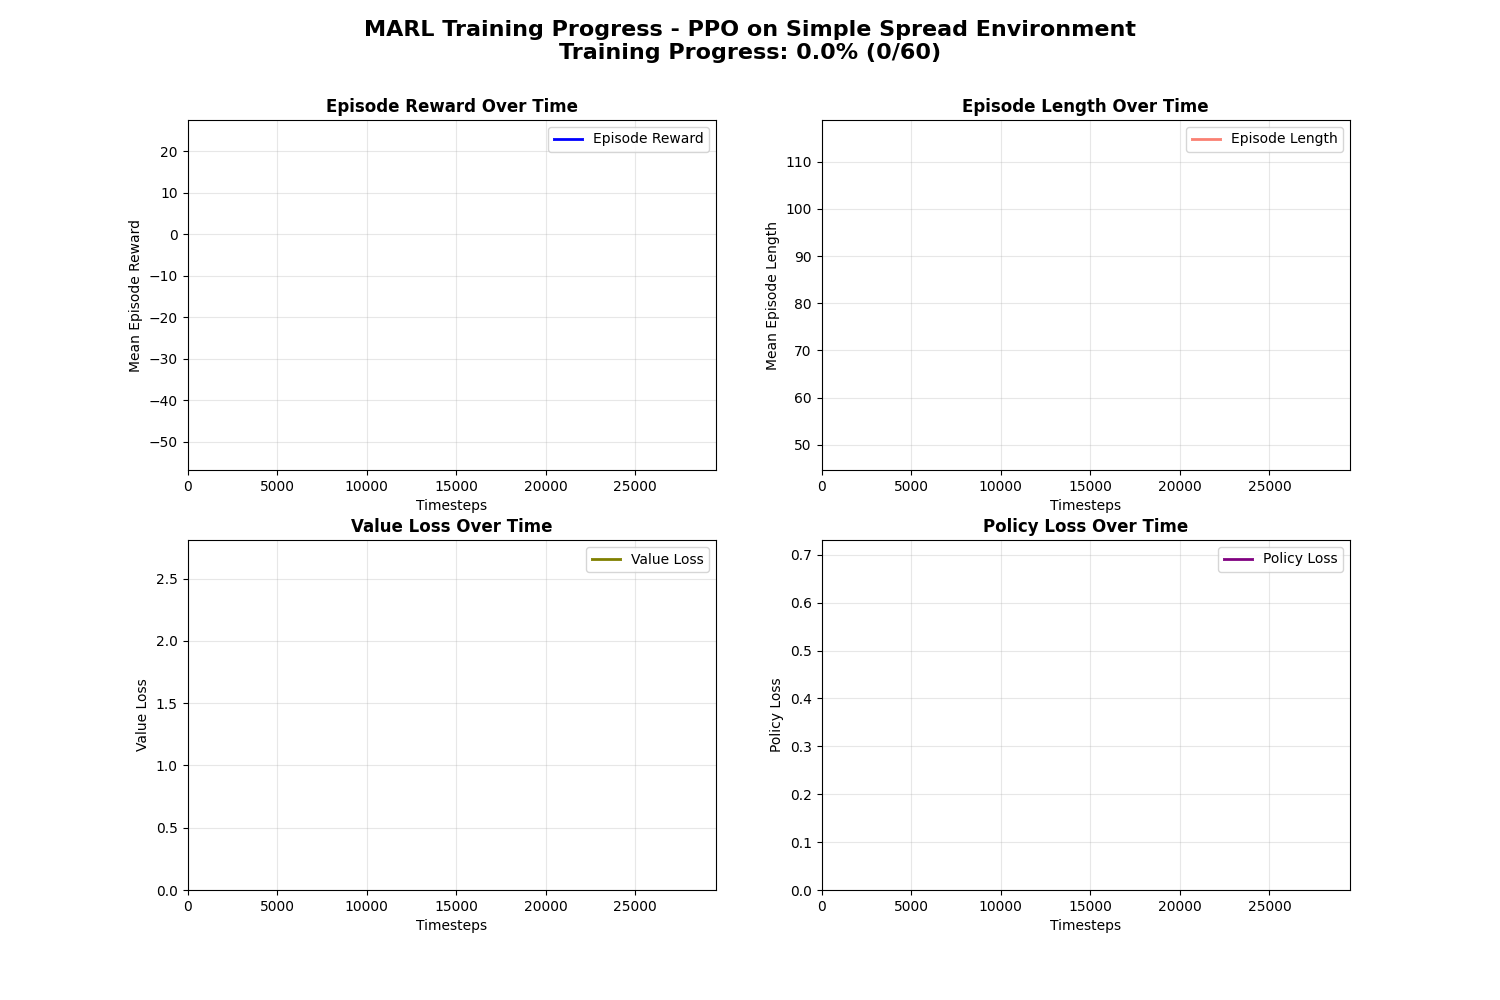 MARL Training Progress - PPO on Simple Spread Environment
Training Progress: 0.0% (0/60)
Episode Reward Over Time
Episode Reward
20
10
0
−10
−20
−30
−40
−50
Mean Episode Reward
0 5000 10000 15000 20000 25000
Timesteps
Episode Length Over Time
Episode Length
110
100
90
80
70
60
50
Mean Episode Length
0 5000 10000 15000 20000 25000
Timesteps
Value Loss Over Time
Value Loss
2.5
2.0
1.5
1.0
0.5
0.0
Value Loss
0 5000 10000 15000 20000 25000
Timesteps
Policy Loss Over Time
Policy Loss
0.7
0.6
0.5
0.4
0.3
0.2
0.1
0.0
Policy Loss
0 5000 10000 15000 20000 25000
Timesteps